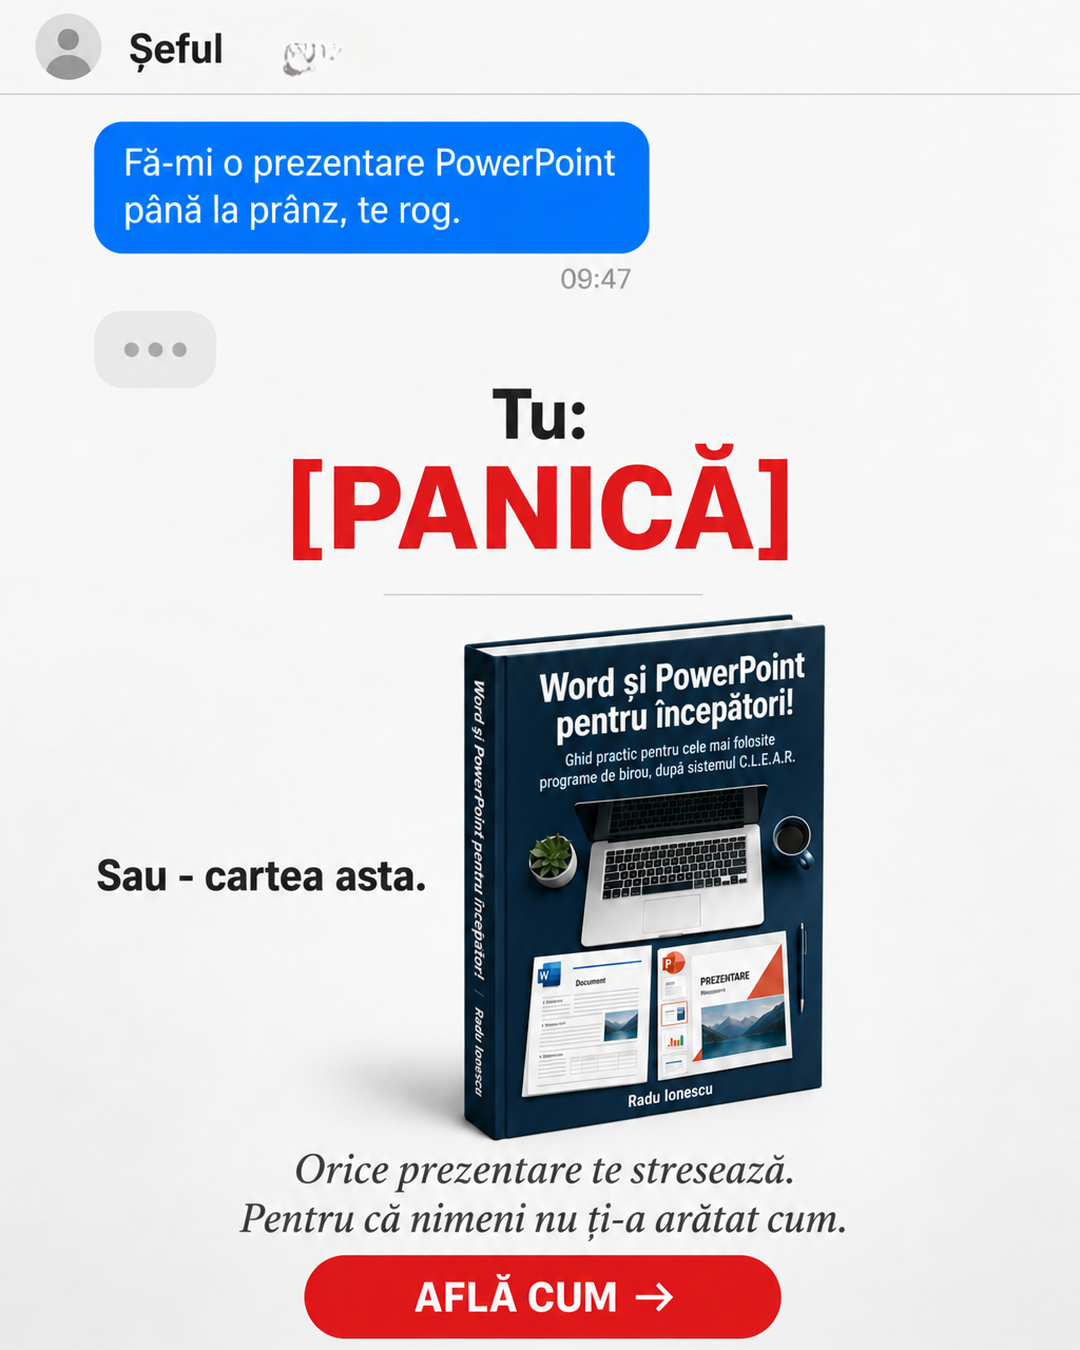 Șeful
Fă-mi o prezentare PowerPoint
până la prânz, te rog.
09:47
Tu:
[PANICĂ]
Sau - cartea asta.
Word și PowerPoint pentru începători! / Radu Ionescu
Word și PowerPoint
pentru începători!
Ghid practic pentru cele mai folosite
programe de birou, după sistemul C.L.E.A.R.
W
Document
P
PREZENTARE
Radu Ionescu
Orice prezentare te stresează.
Pentru că nimeni nu ți-a arătat cum.
AFLĂ CUM →